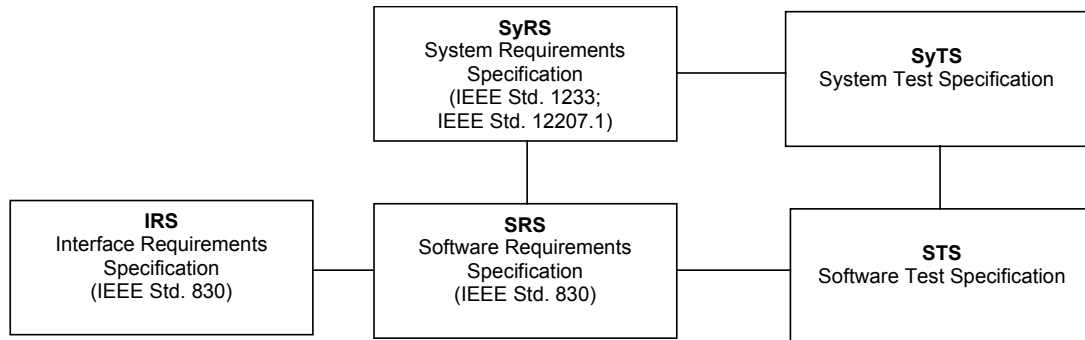 SyRS
System Requirements
Specification
(IEEE Std. 1233;
IEEE Std. 12207.1)
SyTS
System Test Specification
IRS
Interface Requirements
Specification
(IEEE Std. 830)
SRS
Software Requirements
Specification
(IEEE Std. 830)
STS
Software Test Specification